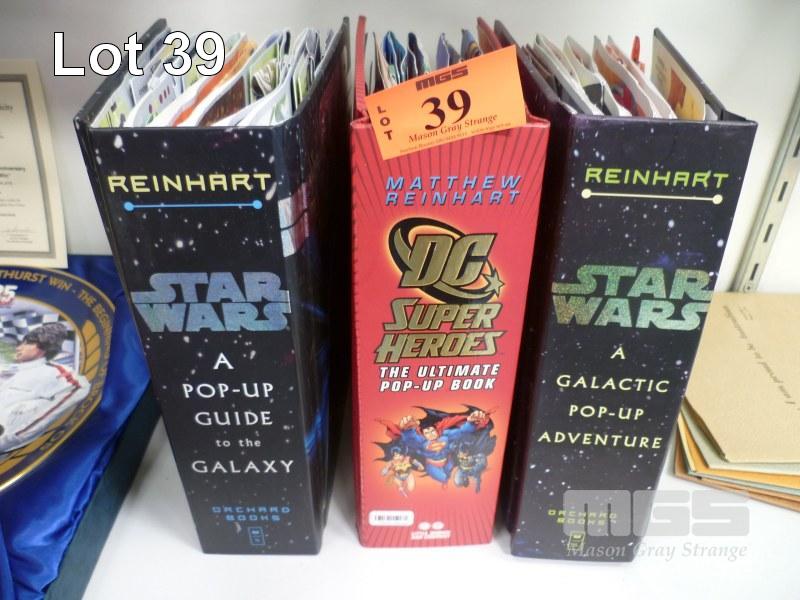 Lot 39
MGS
LOT
39
Mason Gray Strange
REINHART
STAR
WARS
A
POP-UP
GUIDE
to the
GALAXY
ORCHARD
BOOKS
MATTHEW
REINHART
DC
SUPER
HEROES
THE ULTIMATE
POP-UP BOOK
REINHART
STAR
WARS
A
GALACTIC
POP-UP
ADVENTURE
ORCHARD
BOOKS
MGS
Mason Gray Strange